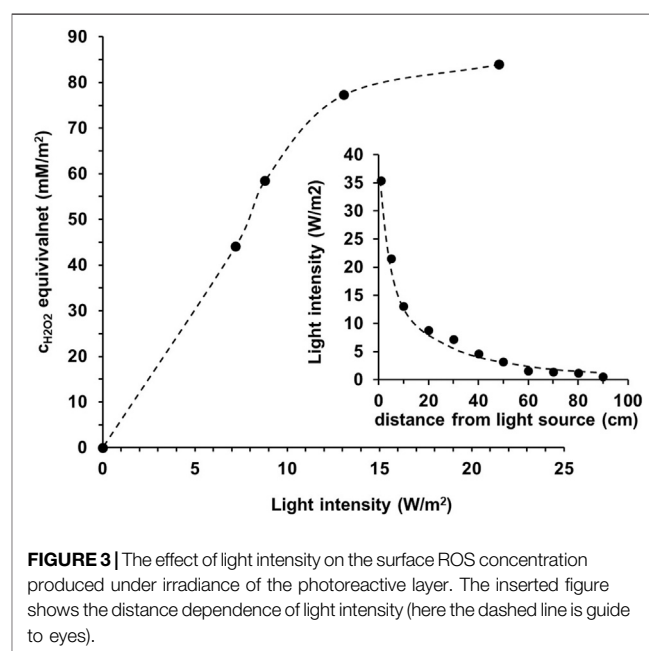 90
80
70
60
50
40
30
20
10
0
c_H2O2 equivivalnet (mM/m²)
0 5 10 15 20 25
Light intensity (W/m²)
40
35
30
25
20
15
10
5
0
Light intensity (W/m2)
0 20 40 60 80 100
distance from light source (cm)
FIGURE 3 | The effect of light intensity on the surface ROS concentration
produced under irradiance of the photoreactive layer. The inserted figure
shows the distance dependence of light intensity (here the dashed line is guide
to eyes).